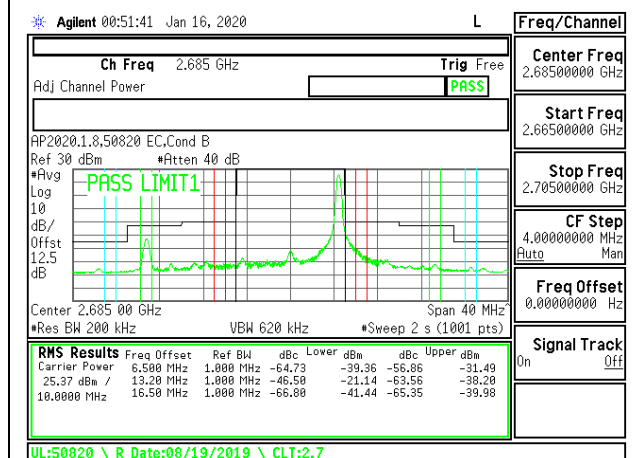 Agilent 00:51:41 Jan 16, 2020 L
Freq/Channel
Ch Freq 2.685 GHz Trig Free
Adj Channel Power PASS
Center Freq
2.68500000 GHz
Start Freq
2.66500000 GHz
AP2020.1.8,50820 EC,Cond B
Ref 30 dBm #Atten 40 dB
#Avg
Log
10
dB/
Offst
12.5
dB
PASS LIMIT1
Stop Freq
2.70500000 GHz
CF Step
4.00000000 MHz
Auto Man
Freq Offset
0.00000000 Hz
Center 2.685 00 GHz Span 40 MHz^
#Res BW 200 kHz VBW 620 kHz #Sweep 2 s (1001 pts)
Signal Track
On Off
RMS Results Freq Offset Ref BW dBc Lower dBm dBc Upper dBm
Carrier Power 6.500 MHz 1.000 MHz -64.73 -39.36 -56.86 -31.49
25.37 dBm / 13.20 MHz 1.000 MHz -46.50 -21.14 -63.56 -38.20
10.0000 MHz 16.50 MHz 1.000 MHz -66.80 -41.44 -65.35 -39.98
UL:50820 \ R Date:08/19/2019 \ CLT:2.7